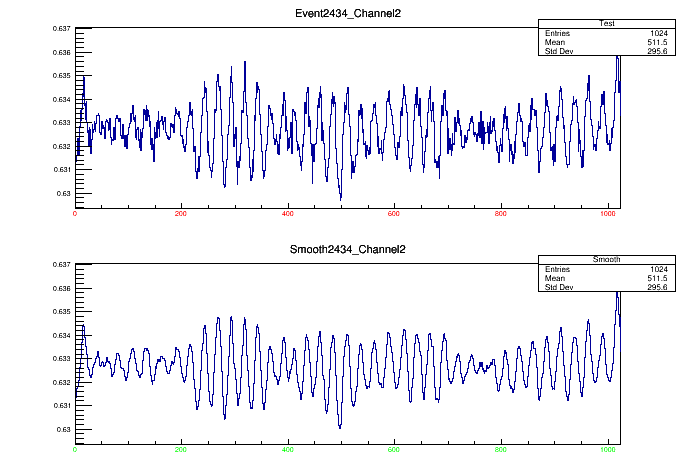 Event2434_Channel2
Test
Entries 1024
Mean 511.5
Std Dev 295.6
0.637
0.636
0.635
0.634
0.633
0.632
0.631
0.63
0 200 400 600 800 1000
Smooth2434_Channel2
Smooth
Entries 1024
Mean 511.5
Std Dev 295.6
0.637
0.636
0.635
0.634
0.633
0.632
0.631
0.63
0 200 400 600 800 1000